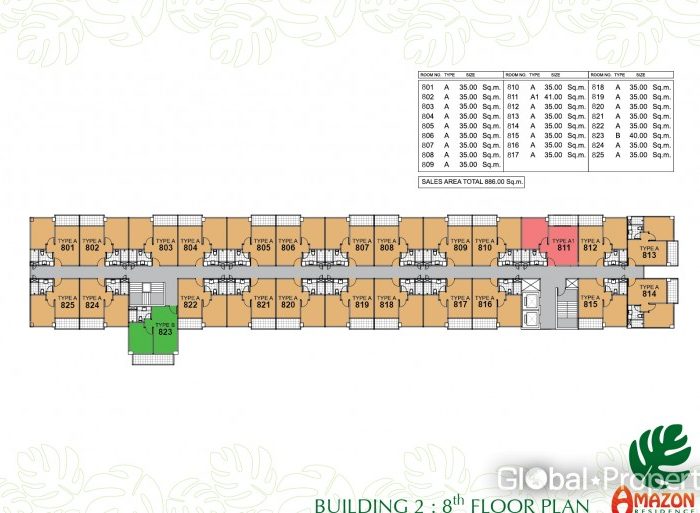 ROOM NO. TYPE SIZE ROOM NO. TYPE SIZE ROOM NO. TYPE SIZE
801 A 35.00 Sq.m. 810 A 35.00 Sq.m. 818 A 35.00 Sq.m.
802 A 35.00 Sq.m. 811 A1 41.00 Sq.m. 819 A 35.00 Sq.m.
803 A 35.00 Sq.m. 812 A 35.00 Sq.m. 820 A 35.00 Sq.m.
804 A 35.00 Sq.m. 813 A 35.00 Sq.m. 821 A 35.00 Sq.m.
805 A 35.00 Sq.m. 814 A 35.00 Sq.m. 822 A 35.00 Sq.m.
806 A 35.00 Sq.m. 815 A 35.00 Sq.m. 823 B 40.00 Sq.m.
807 A 35.00 Sq.m. 816 A 35.00 Sq.m. 824 A 35.00 Sq.m.
808 A 35.00 Sq.m. 817 A 35.00 Sq.m. 825 A 35.00 Sq.m.
809 A 35.00 Sq.m.
SALES AREA TOTAL 886.00 Sq.m.
TYPE A TYPE A TYPE A TYPE A TYPE A TYPE A TYPE A TYPE A TYPE A TYPE A TYPE A1 TYPE A TYPE A
801 802 803 804 805 806 807 808 809 810 811 812 813
TYPE A TYPE A TYPE A TYPE A TYPE A TYPE A TYPE A TYPE A TYPE A TYPE A TYPE A
825 824 822 821 820 819 818 817 816 815 814
TYPE B
823
Global Propert
BUILDING 2 : 8th FLOOR PLAN
AMAZON
RESIDENCE